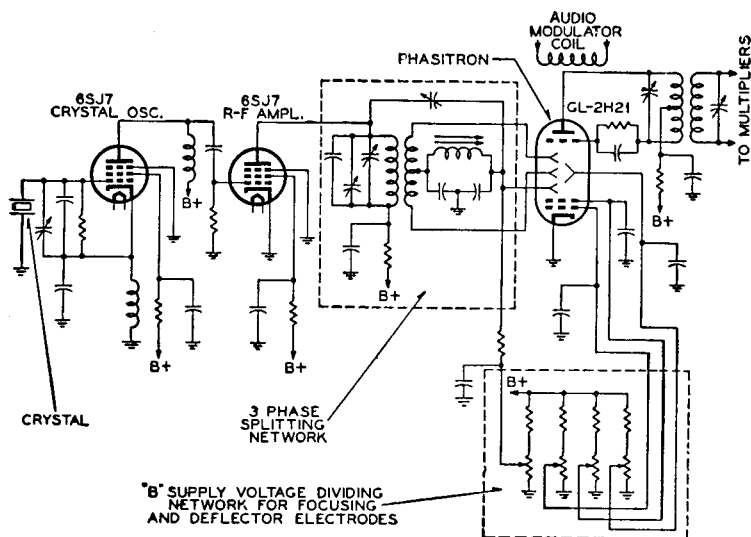 AUDIO
MODULATOR
COIL
PHASITRON
6SJ7
CRYSTAL OSC.
6SJ7
R-F AMPL.
GL-2H21
TO MULTIPLIERS
B+
B+
B+
B+
B+
B+
B+
CRYSTAL
3 PHASE
SPLITTING
NETWORK
"B" SUPPLY VOLTAGE DIVIDING
NETWORK FOR FOCUSING
AND DEFLECTOR ELECTRODES